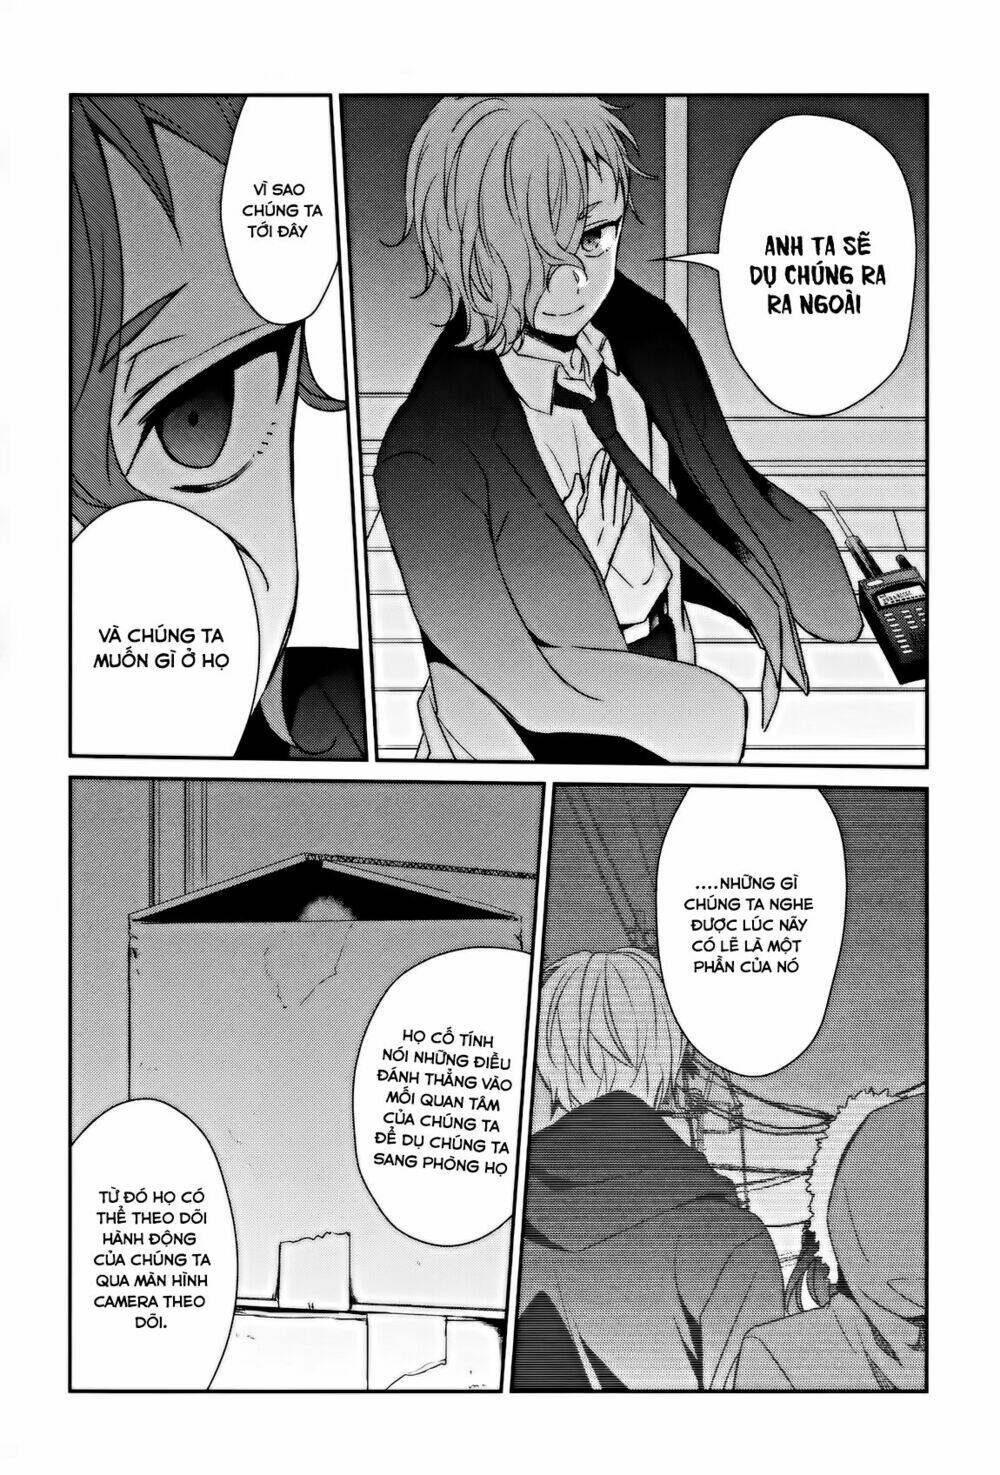 ANH TA SẼ
DỤ CHÚNG RA
RA NGOÀI
VÌ SAO
CHÚNG TA
TỚI ĐÂY
VÀ CHÚNG TA
MUỐN GÌ Ở HỌ
....NHỮNG GÌ
CHÚNG TA NGHE
ĐƯỢC LÚC NÃY
CÓ LẼ LÀ MỘT
PHẦN CỦA NÓ
HỌ CỐ TÍNH
NÓI NHỮNG ĐIỀU
ĐÁNH THẲNG VÀO
MỐI QUAN TÂM
CỦA CHÚNG TA
ĐỂ DỤ CHÚNG TA
SANG PHÒNG HỌ
TỪ ĐÓ HỌ CÓ
THỂ THEO DÕI
HÀNH ĐỘNG
CỦA CHÚNG TA
QUA MÀN HÌNH
CAMERA THEO
DÕI.